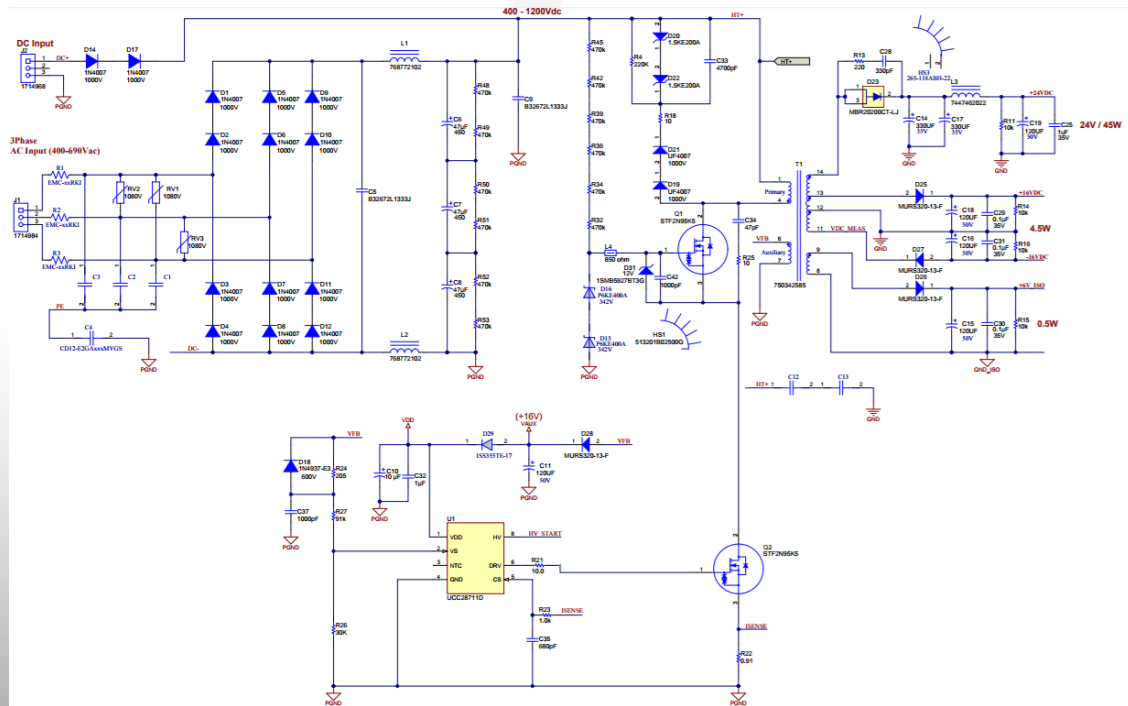 400 - 1200Vdc
HT+
DC Input
J2
1
2
3
1714968
DC+
PGND
D14
1N4007
1000V
D17
1N4007
1000V
3Phase
AC Input (400-690Vac)
J1
1
2
3
1714984
R1
EMC-xxRKI
R2
EMC-xxRKI
R3
EMC-xxRKI
RV2
1080V
RV1
1080V
RV3
1080V
C3
C2
C1
PE
C4
CD12-E2GAxxxMYGS
PGND
D1
1N4007
1000V
D5
1N4007
1000V
D9
1N4007
1000V
D2
1N4007
1000V
D6
1N4007
1000V
D10
1N4007
1000V
D3
1N4007
1000V
D7
1N4007
1000V
D11
1N4007
1000V
D4
1N4007
1000V
D8
1N4007
1000V
D12
1N4007
1000V
DC-
L1
768772102
L2
768772102
C5
B32672L1333J
C6
47µF
450
C7
47µF
450
C8
47µF
450
R48
470k
R49
470k
R50
470k
R51
470k
R52
470k
R53
470k
PGND
C9
B32672L1333J
PGND
R45
470k
R42
470k
R39
470k
R36
470k
R34
470k
R32
470k
D16
P6KE400A
342V
D15
P6KE400A
342V
PGND
R4
220K
D20
1.5KE200A
D22
1.5KE200A
C33
4700pF
R18
10
D21
UF4007
1000V
D19
UF4007
1000V
Q1
STF2N95K5
L4
850 ohm
D31
12V
1SMB5927BT3G
C42
1000pF
HS1
513201B02500G
C34
47pF
R25
10
HT+
T1
Primary
Auxiliary
VFB
PGND
750342585
R13
220
C28
330pF
HS3
265-118ABH-22
D23
MBR20200CT-LJ
L3
7447462022
+24VDC
24V / 45W
C14
330UF
35V
C17
330UF
35V
R11
10k
C19
120UF
50V
C25
1uF
35V
GND
GND
D25
MURS320-13-F
+16VDC
C18
120UF
50V
C29
0.1µF
35V
R14
10k
4.5W
GND
VDC_MEAS
C16
120UF
50V
C31
0.1µF
35V
R16
10k
D27
MURS320-13-F
-16VDC
D26
MURS320-13-F
+6V_ISO
C15
120UF
50V
C30
0.1µF
35V
R15
10k
0.5W
GND_ISO
HT+
C12
C13
GND
VFB
D18
1N4937-E3
600V
R24
205
C37
1000pF
PGND
R27
91k
R26
30K
PGND
VDD
C10
10 µF
C32
1µF
PGND
D29
1SS355TE-17
(+16V)
VAUX
D28
MURS320-13-F
VFB
C11
120UF
50V
PGND
U1
VDD
VS
NTC
GND
HV
DRV
CS
UCC28711D
HV_START
R21
10.0
R23
1.0k
ISENSE
C35
680pF
Q2
STF2N95K5
ISENSE
R22
0.91
PGND